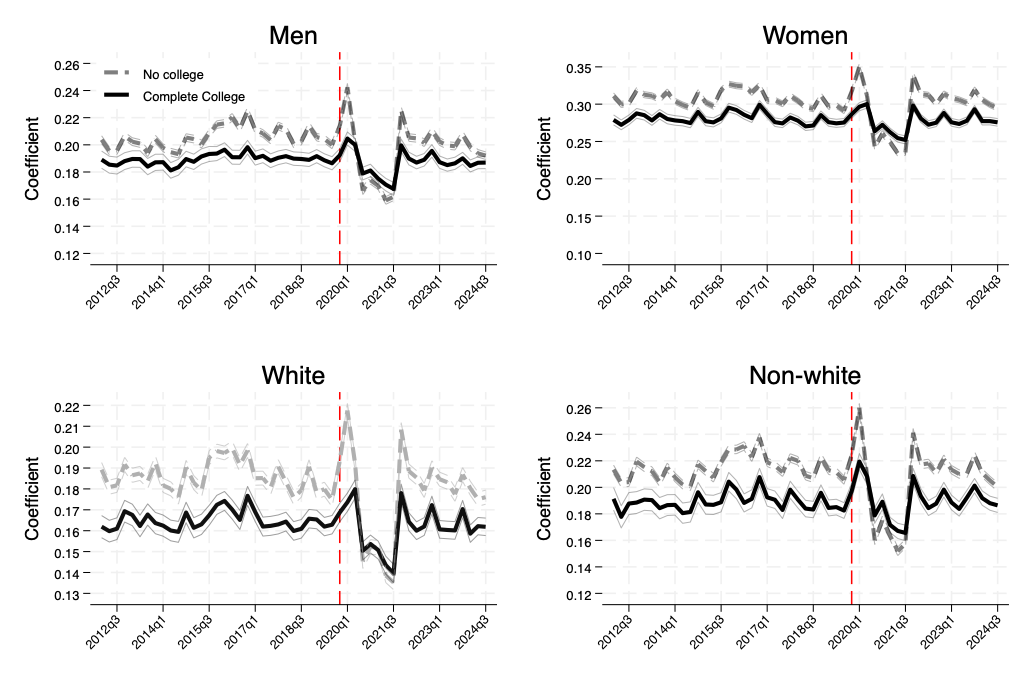 Men
Coefficient
0.26
0.24
0.22
0.20
0.18
0.16
0.14
0.12
No college
Complete College
2012q3
2014q1
2015q3
2017q1
2018q3
2020q1
2021q3
2023q1
2024q3
Women
Coefficient
0.35
0.30
0.25
0.20
0.15
0.10
2012q3
2014q1
2015q3
2017q1
2018q3
2020q1
2021q3
2023q1
2024q3
White
Coefficient
0.22
0.21
0.20
0.19
0.18
0.17
0.16
0.15
0.14
0.13
2012q3
2014q1
2015q3
2017q1
2018q3
2020q1
2021q3
2023q1
2024q3
Non-white
Coefficient
0.26
0.24
0.22
0.20
0.18
0.16
0.14
0.12
2012q3
2014q1
2015q3
2017q1
2018q3
2020q1
2021q3
2023q1
2024q3